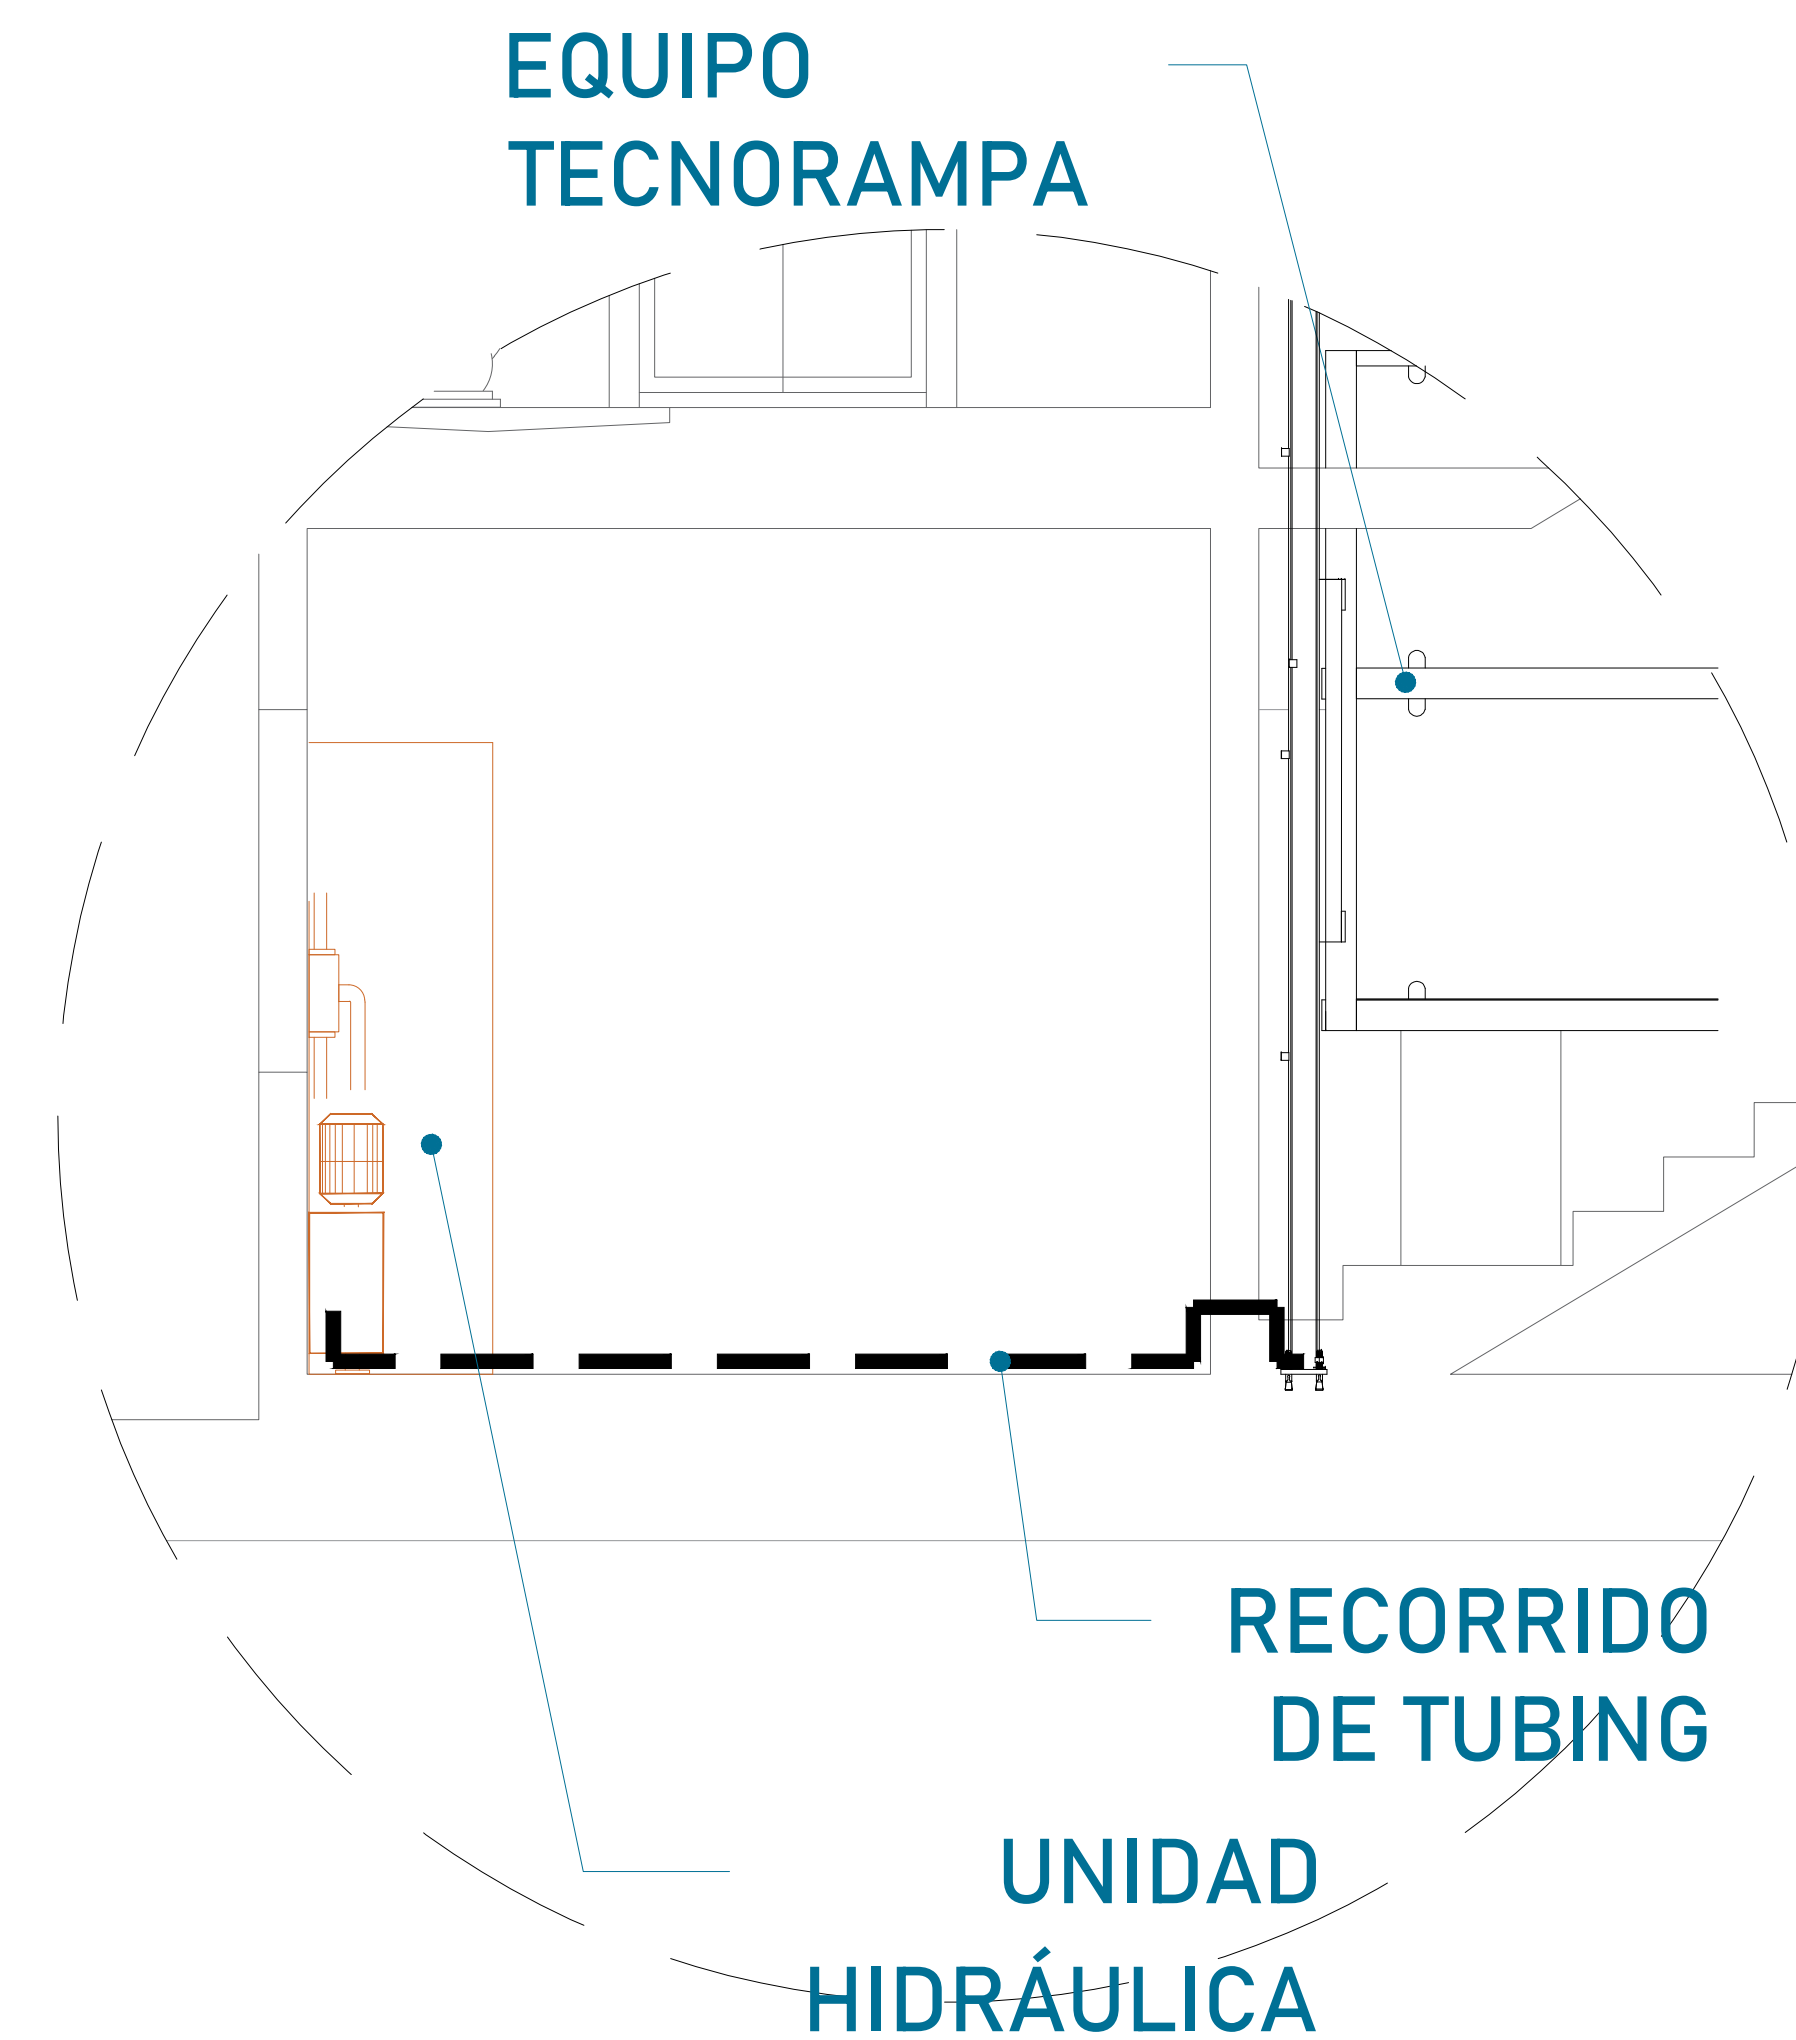 EQUIPO
TECNORAMPA
RECORRIDO
DE TUBING
UNIDAD
HIDRÁULICA